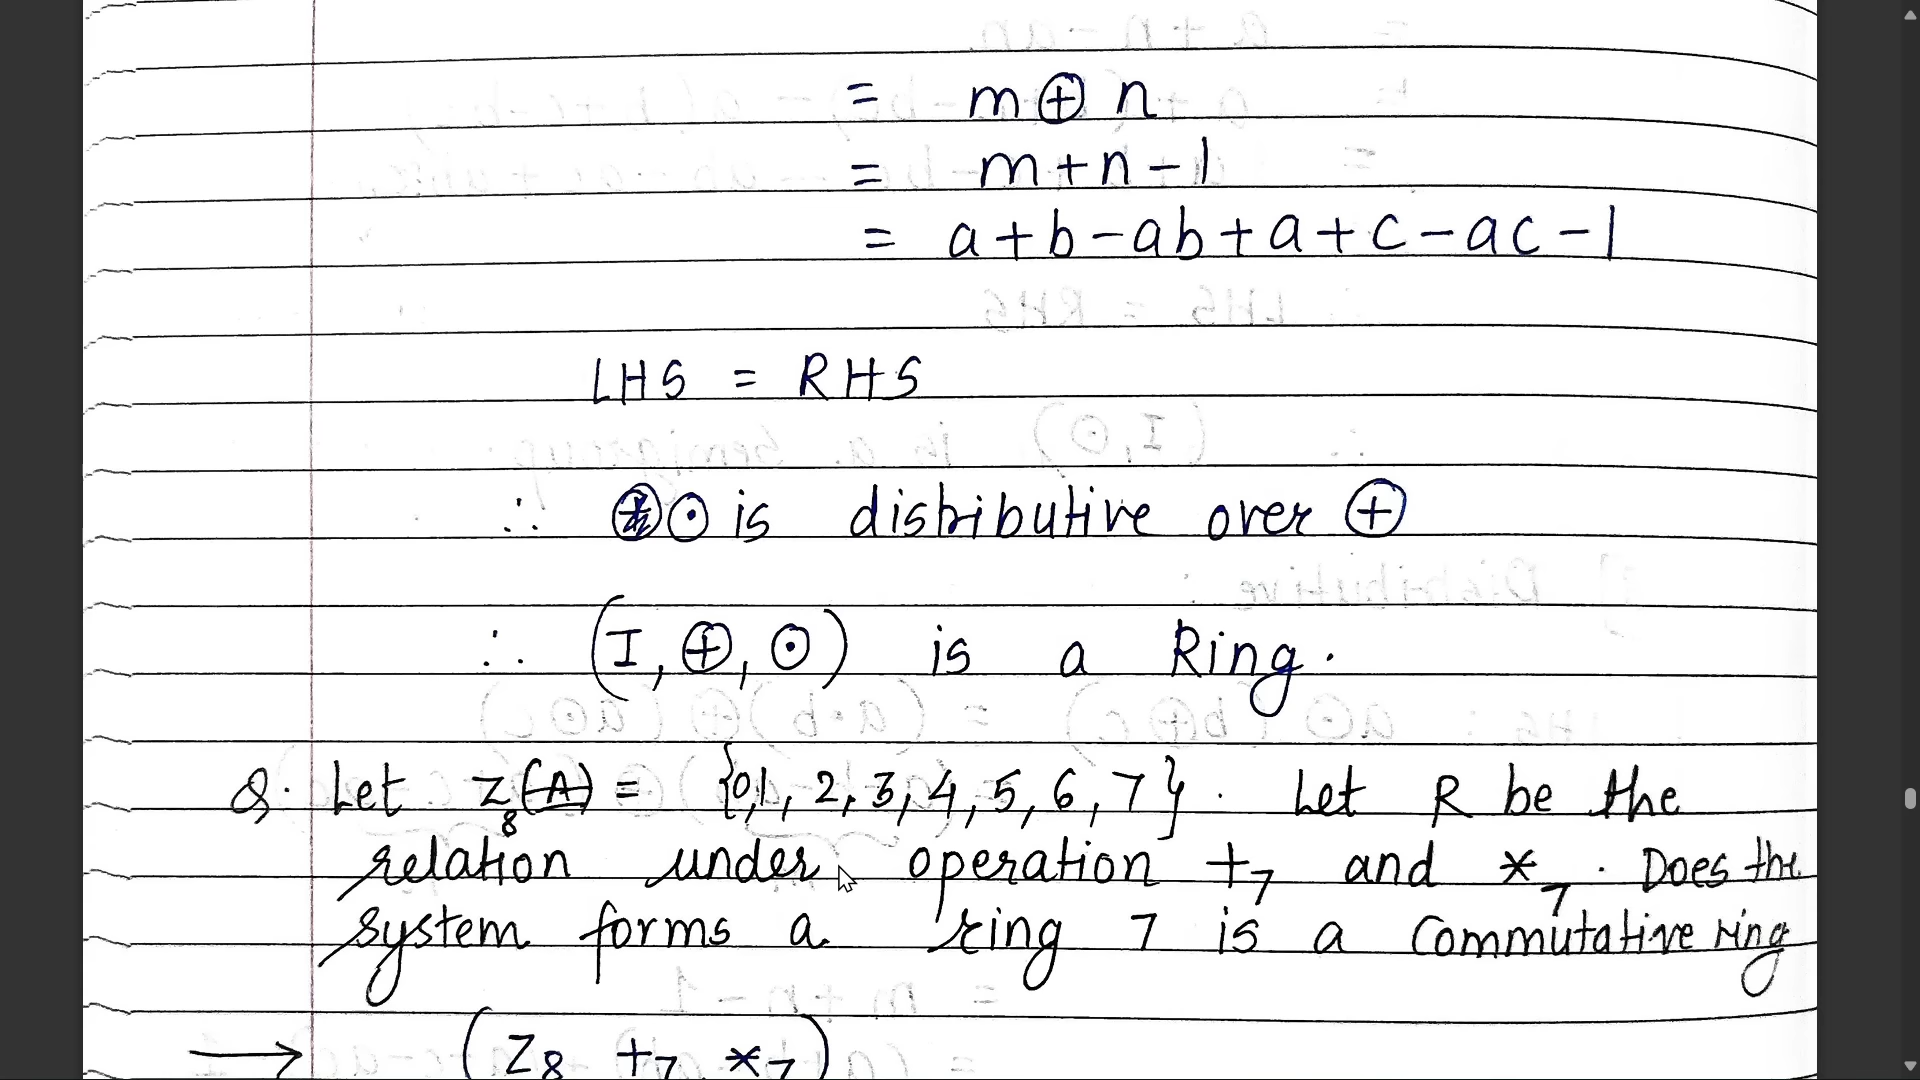 = m ⊕ n
= m + n - 1
= a + b - ab + a + c - ac - 1
LHS = RHS
∴ ⊙ is distributive over ⊕
∴ (I, ⊕, ⊙) is a Ring.
Q. Let Z₈ (A) = {0,1, 2, 3, 4, 5, 6, 7}. Let R be the
relation under operation +₇ and *₇. Does the
system forms a ring 7 is a commutative ring
→ (Z₈ +₇ *₇)